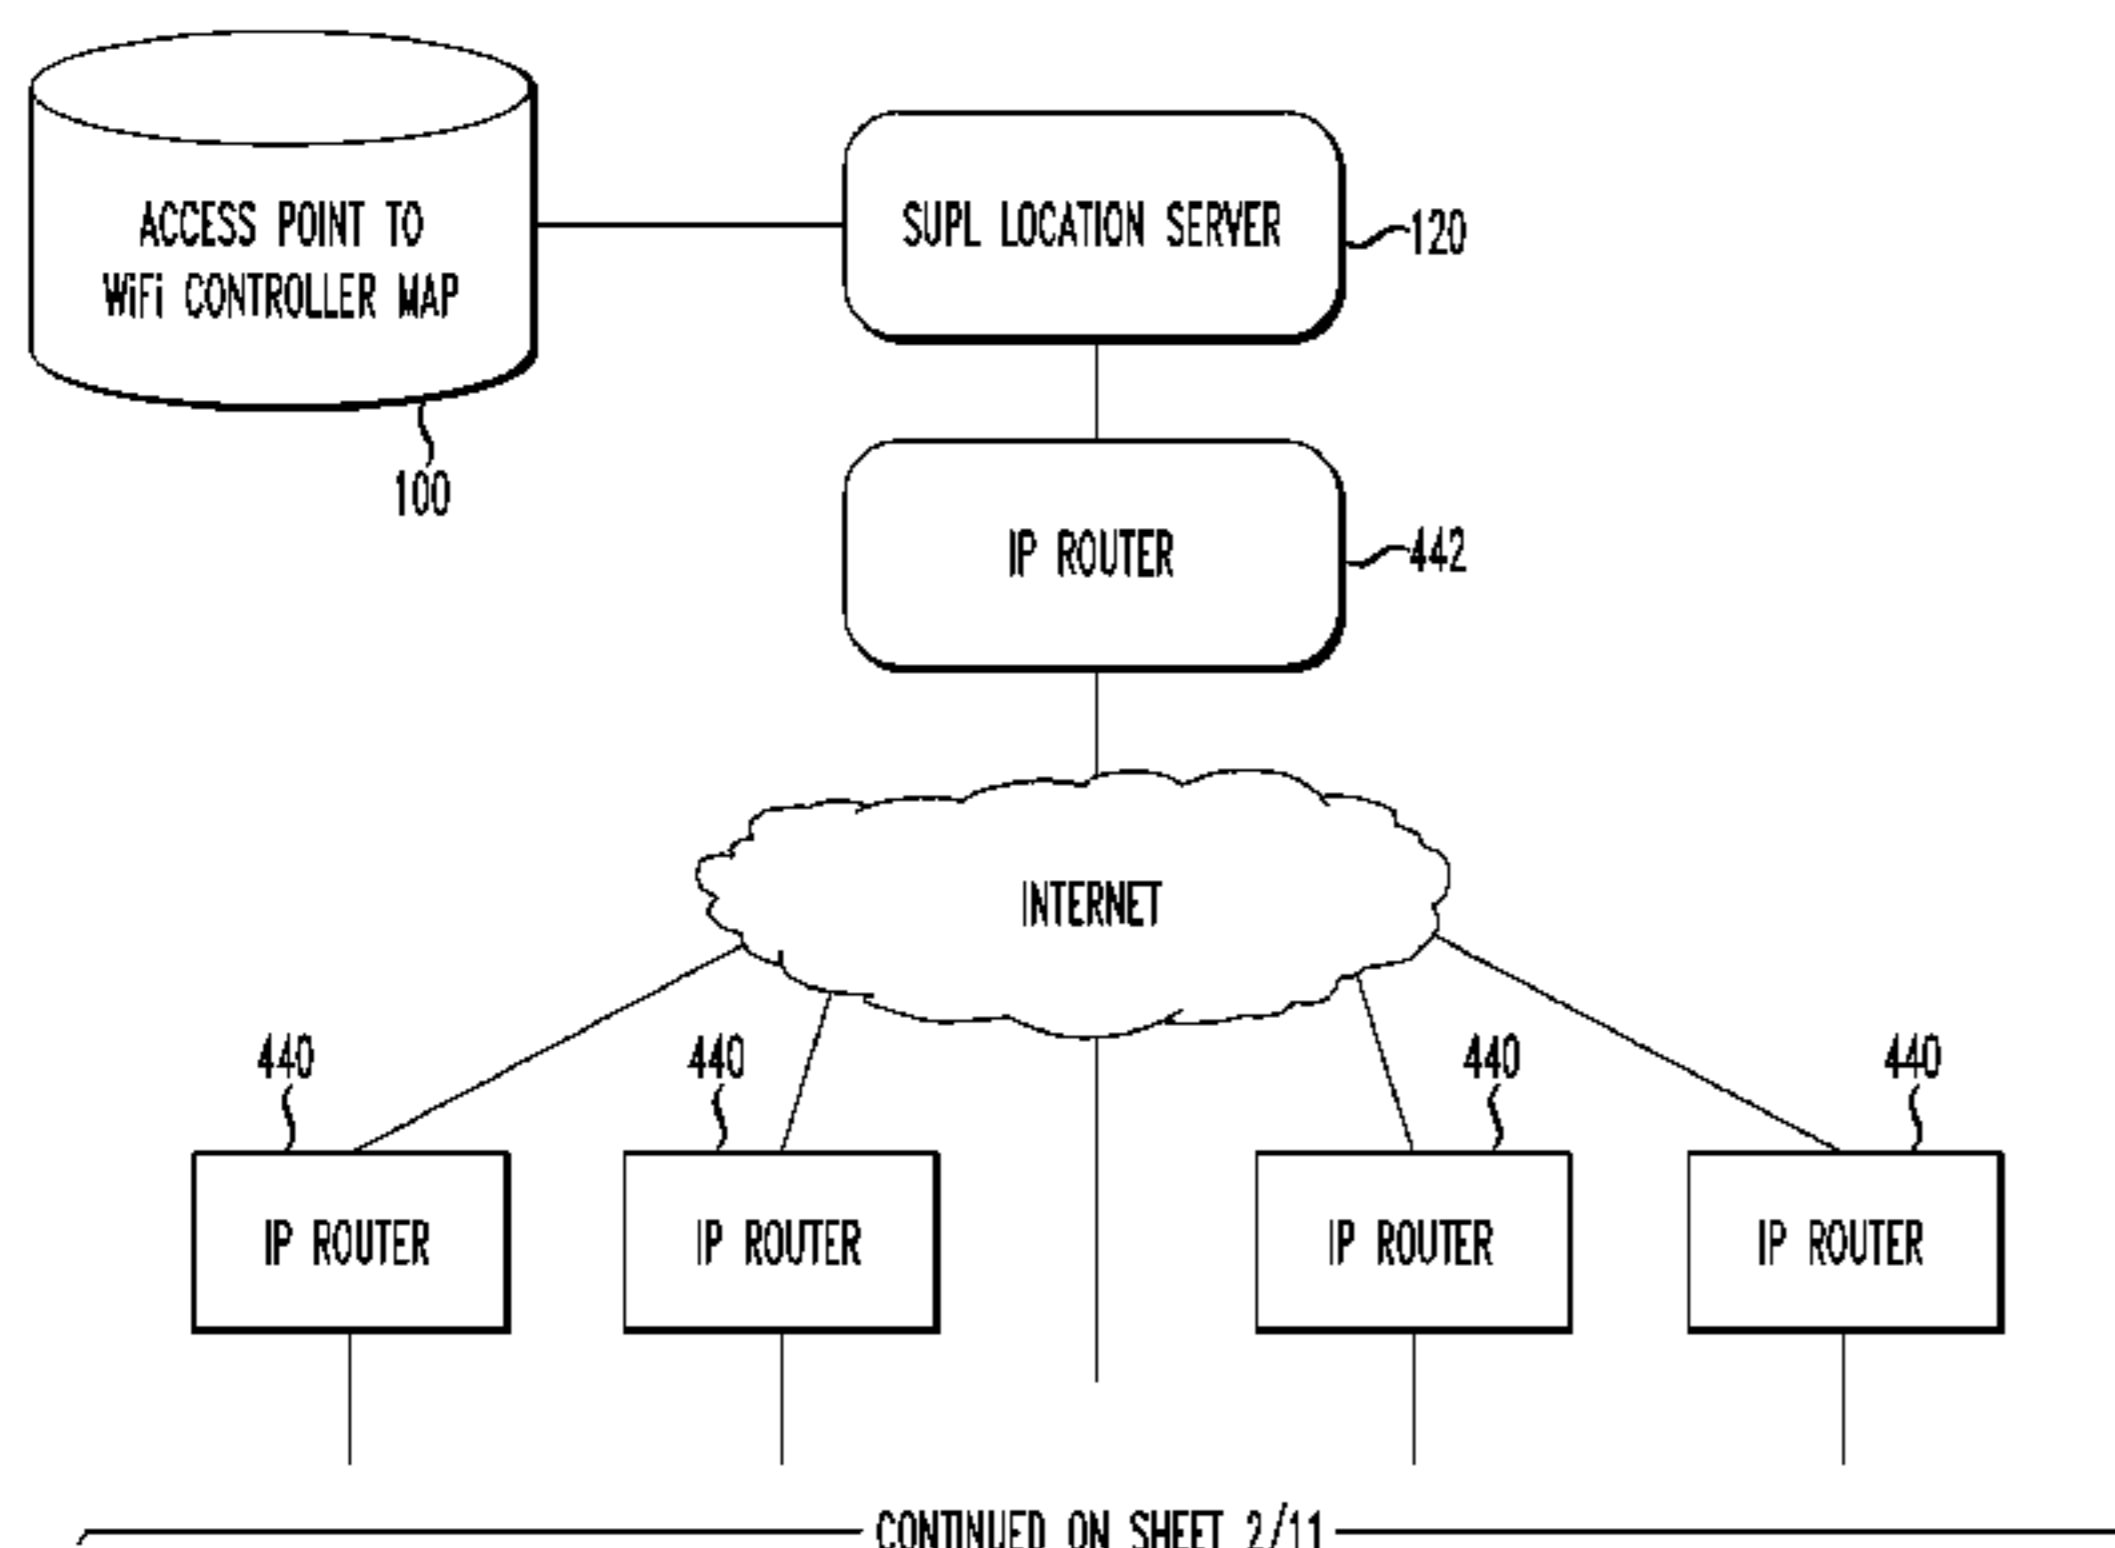 ACCESS POINT TO
WiFi CONTROLLER MAP
100
SUPL LOCATION SERVER
120
IP ROUTER
442
INTERNET
440
440
440
440
IP ROUTER
IP ROUTER
IP ROUTER
IP ROUTER
CONTINUED ON SHEET 2/11